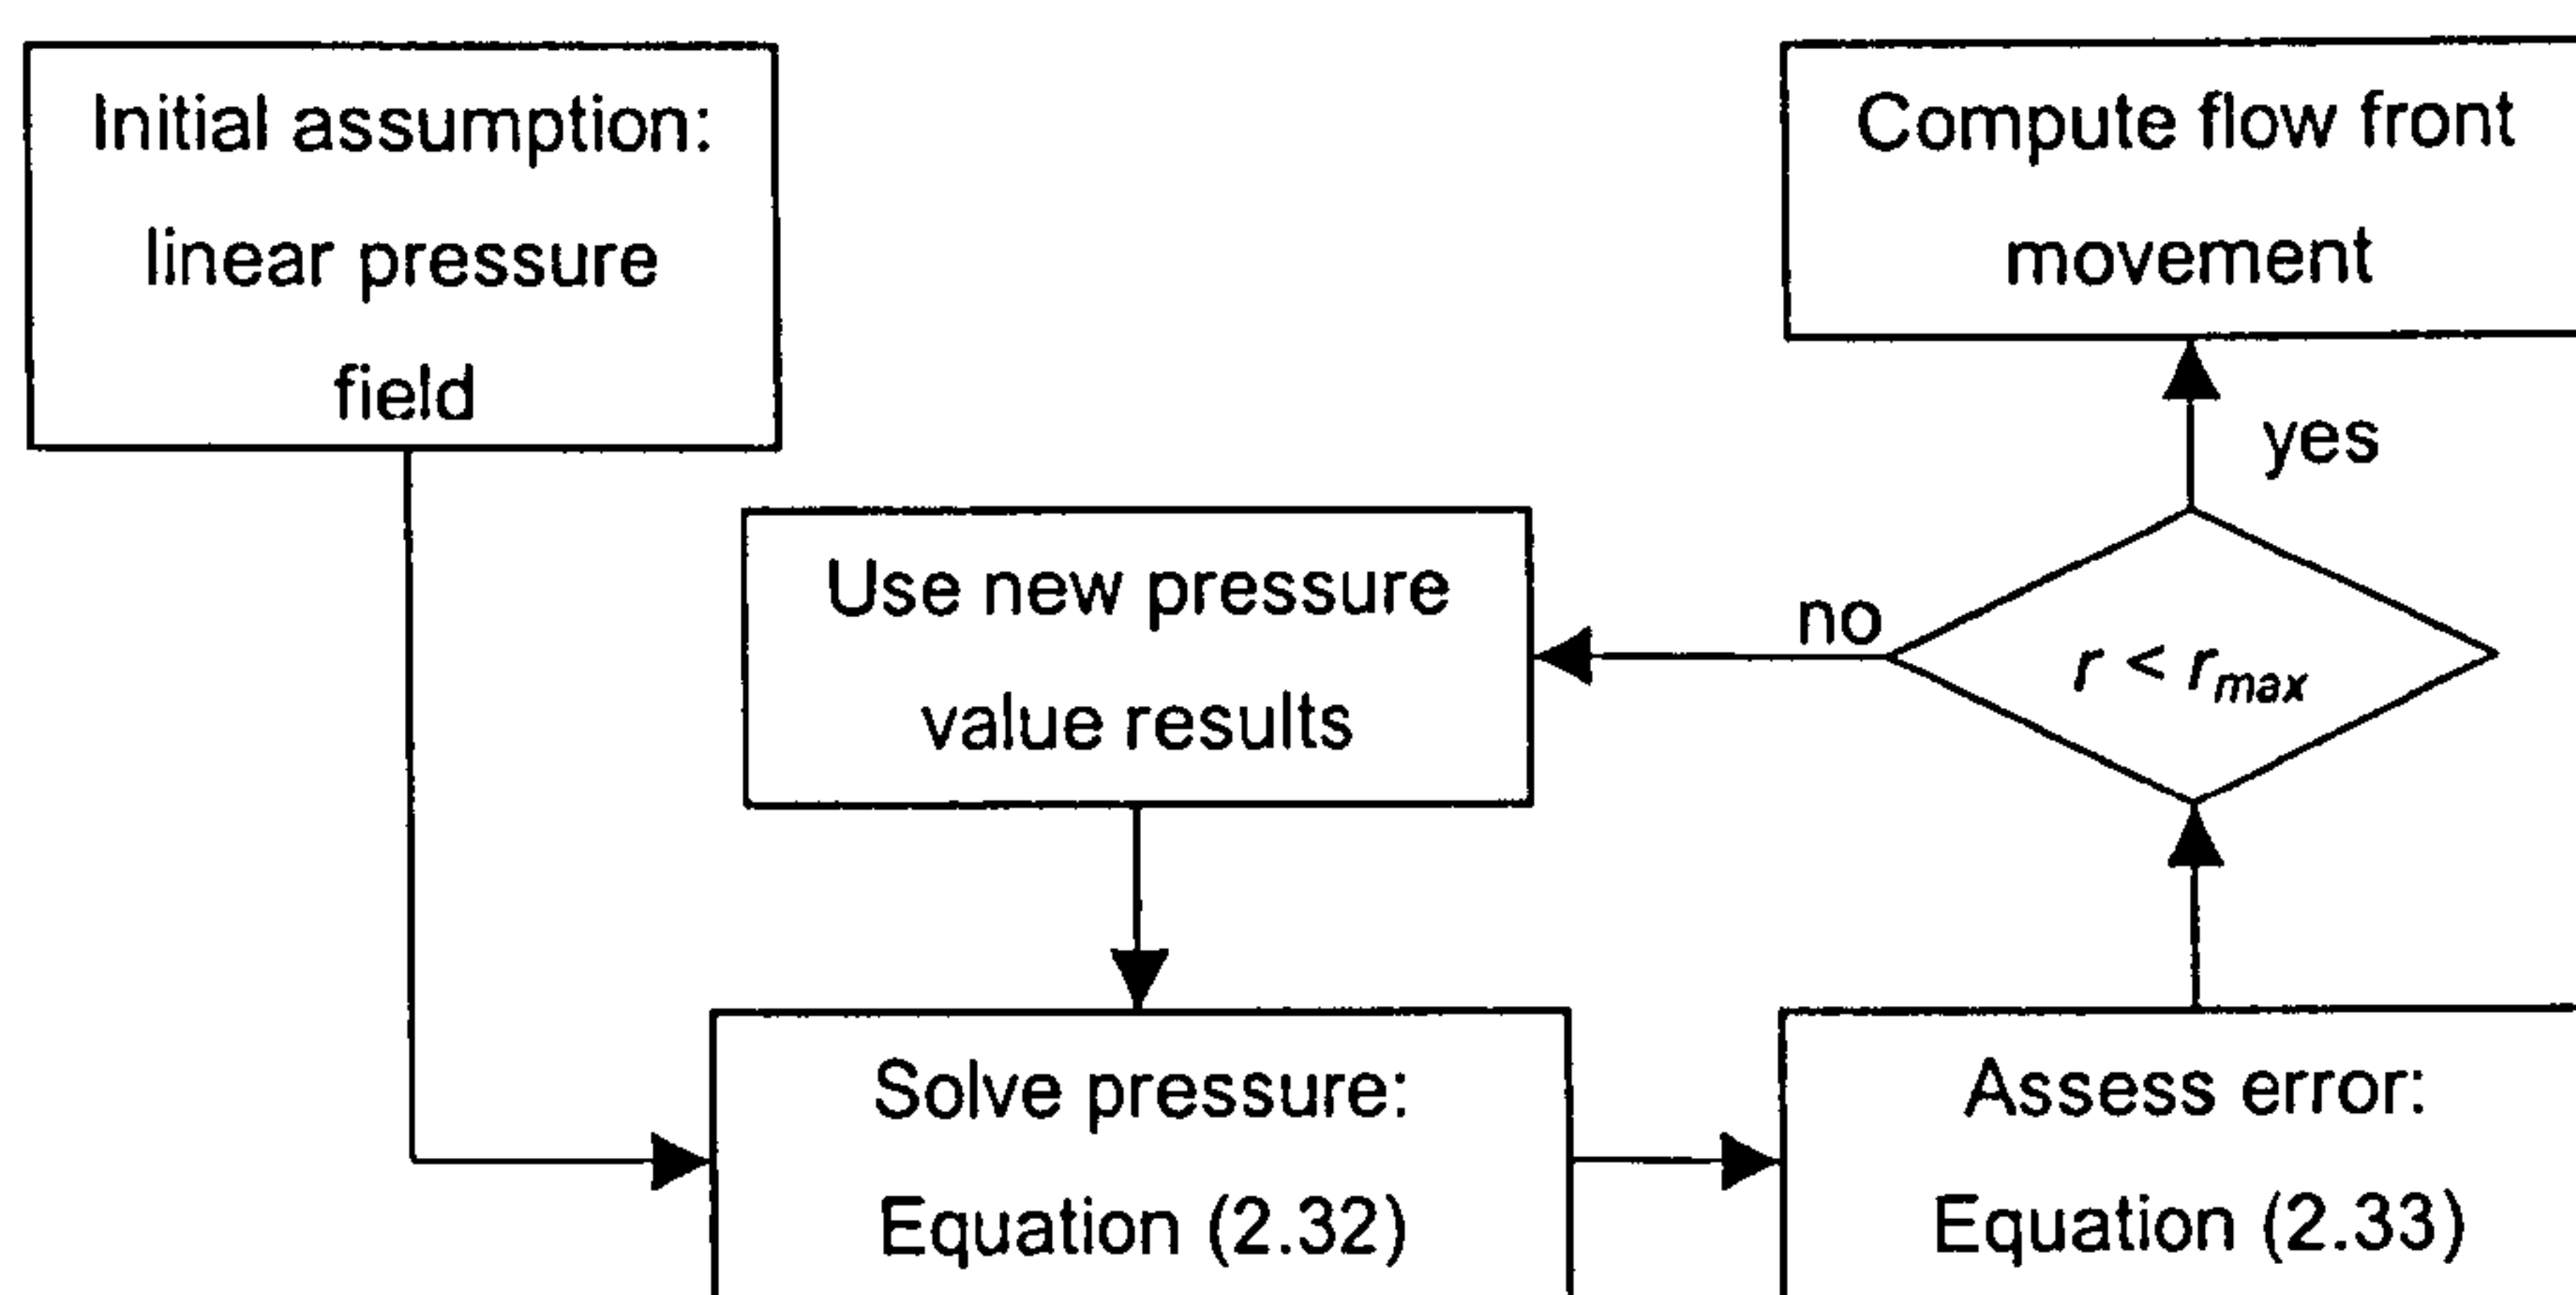 Initial assumption:
linear pressure
field
Compute flow front
movement
yes
Use new pressure
value results
no
r < r_max
Solve pressure:
Equation (2.32)
Assess error:
Equation (2.33)